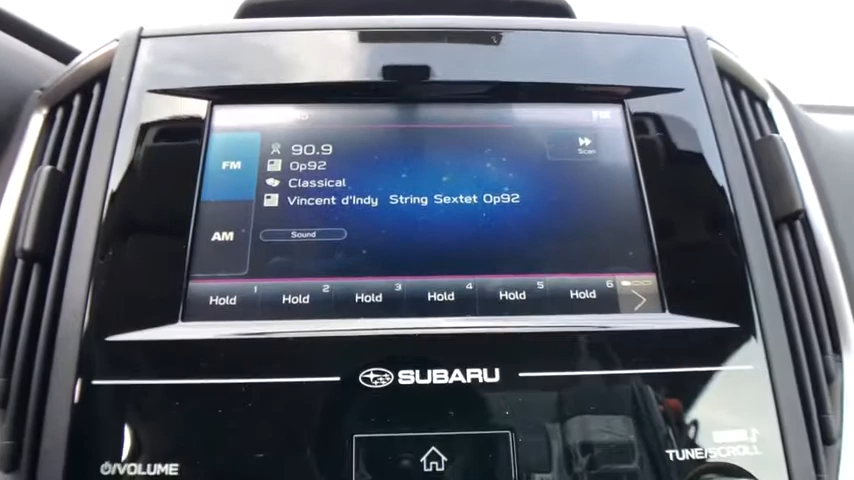 FM
90.9
Scan
FM
Op92
Classical
Vincent d'Indy String Sextet Op92
AM
Sound
1 2 3 4 5 6
Hold Hold Hold Hold Hold Hold
SUBARU
VOLUME
TUNE/SCROLL